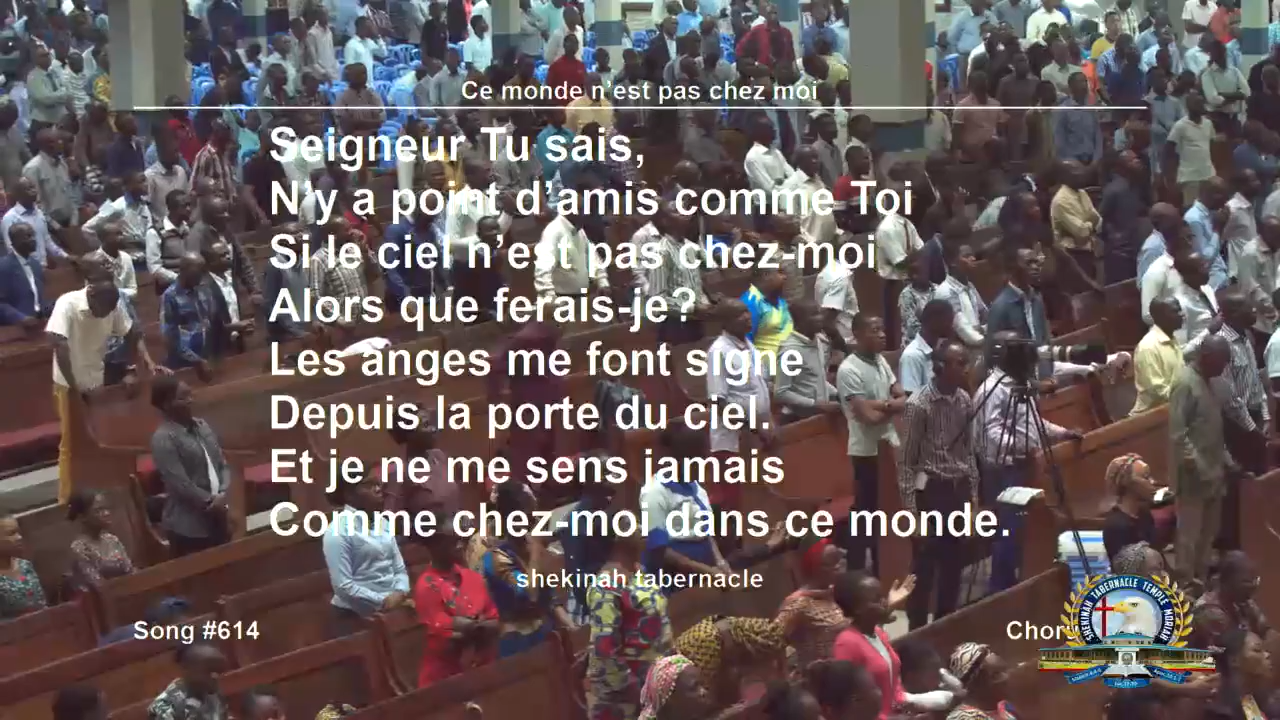 Ce monde n'est pas chez moi
Seigneur Tu sais,
N'y a point d'amis comme Toi
Si le ciel n'est pas chez-moi
Alors que ferais-je?
Les anges me font signe
Depuis la porte du ciel.
Et je ne me sens jamais
Comme chez-moi dans ce monde.
shekinah tabernacle
Song #614
SHEKINAH TABERNACLE TEMPLE MORIAH